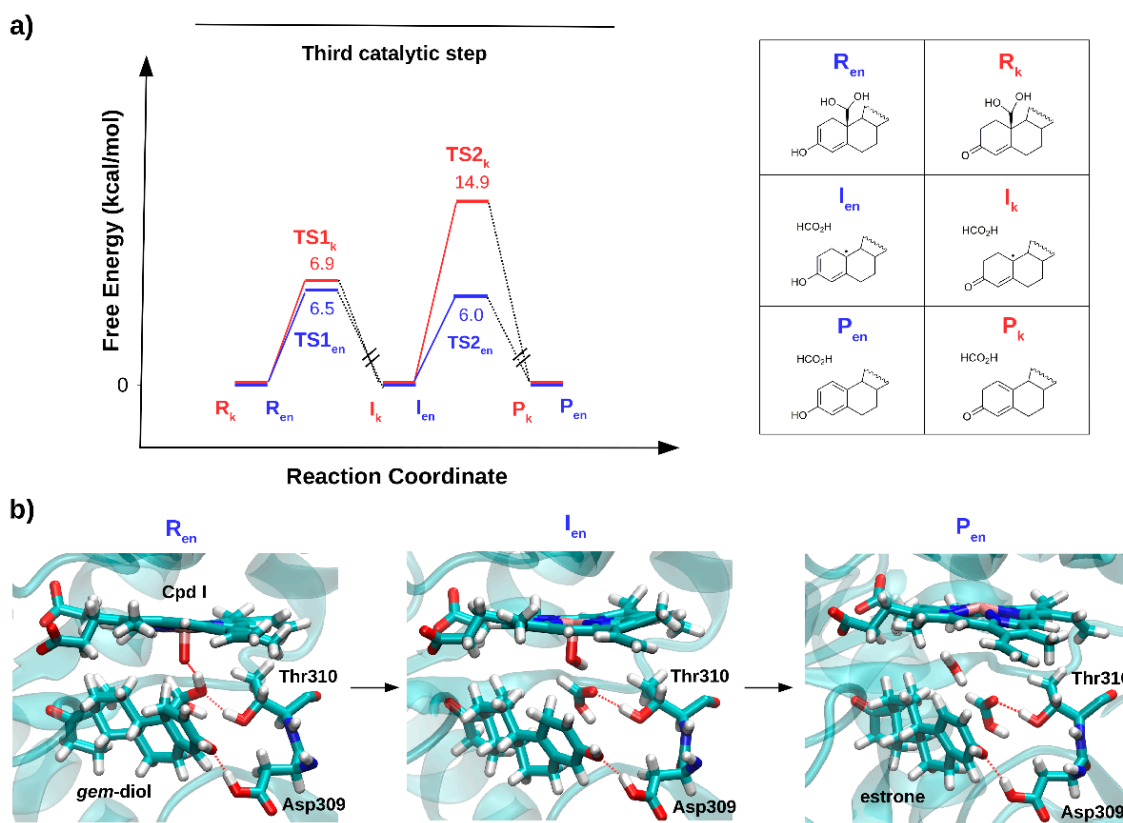 a)
Third catalytic step
Free Energy (kcal/mol)
TS2k
14.9
TS1k
6.9
6.5
TS1en
6.0
TS2en
0
Rk
Ren
Ik
Ien
Pk
Pen
Reaction Coordinate
Ren
Rk
HO OH
HO
HO OH
O
Ien
Ik
HCO2H
HO
HCO2H
O
Pen
Pk
HCO2H
HO
HCO2H
O
b)
Ren
Ien
Pen
Cpd I
Thr310
gem-diol
Asp309
Thr310
Asp309
Thr310
estrone
Asp309